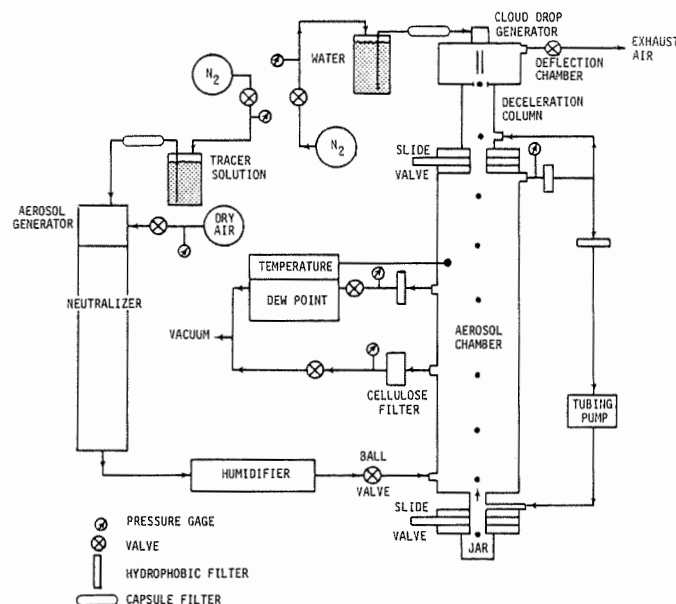 CLOUD DROP
GENERATOR
EXHAUST
AIR
DEFLECTION
CHAMBER
WATER
N2
DECELERATION
COLUMN
N2
SLIDE
VALVE
TRACER
SOLUTION
AEROSOL
GENERATOR
DRY
AIR
NEUTRALIZER
TEMPERATURE
DEW POINT
VACUUM
AEROSOL
CHAMBER
CELLULOSE
FILTER
TUBING
PUMP
HUMIDIFIER
BALL
VALVE
SLIDE
VALVE
JAR
PRESSURE GAGE
VALVE
HYDROPHOBIC FILTER
CAPSULE FILTER